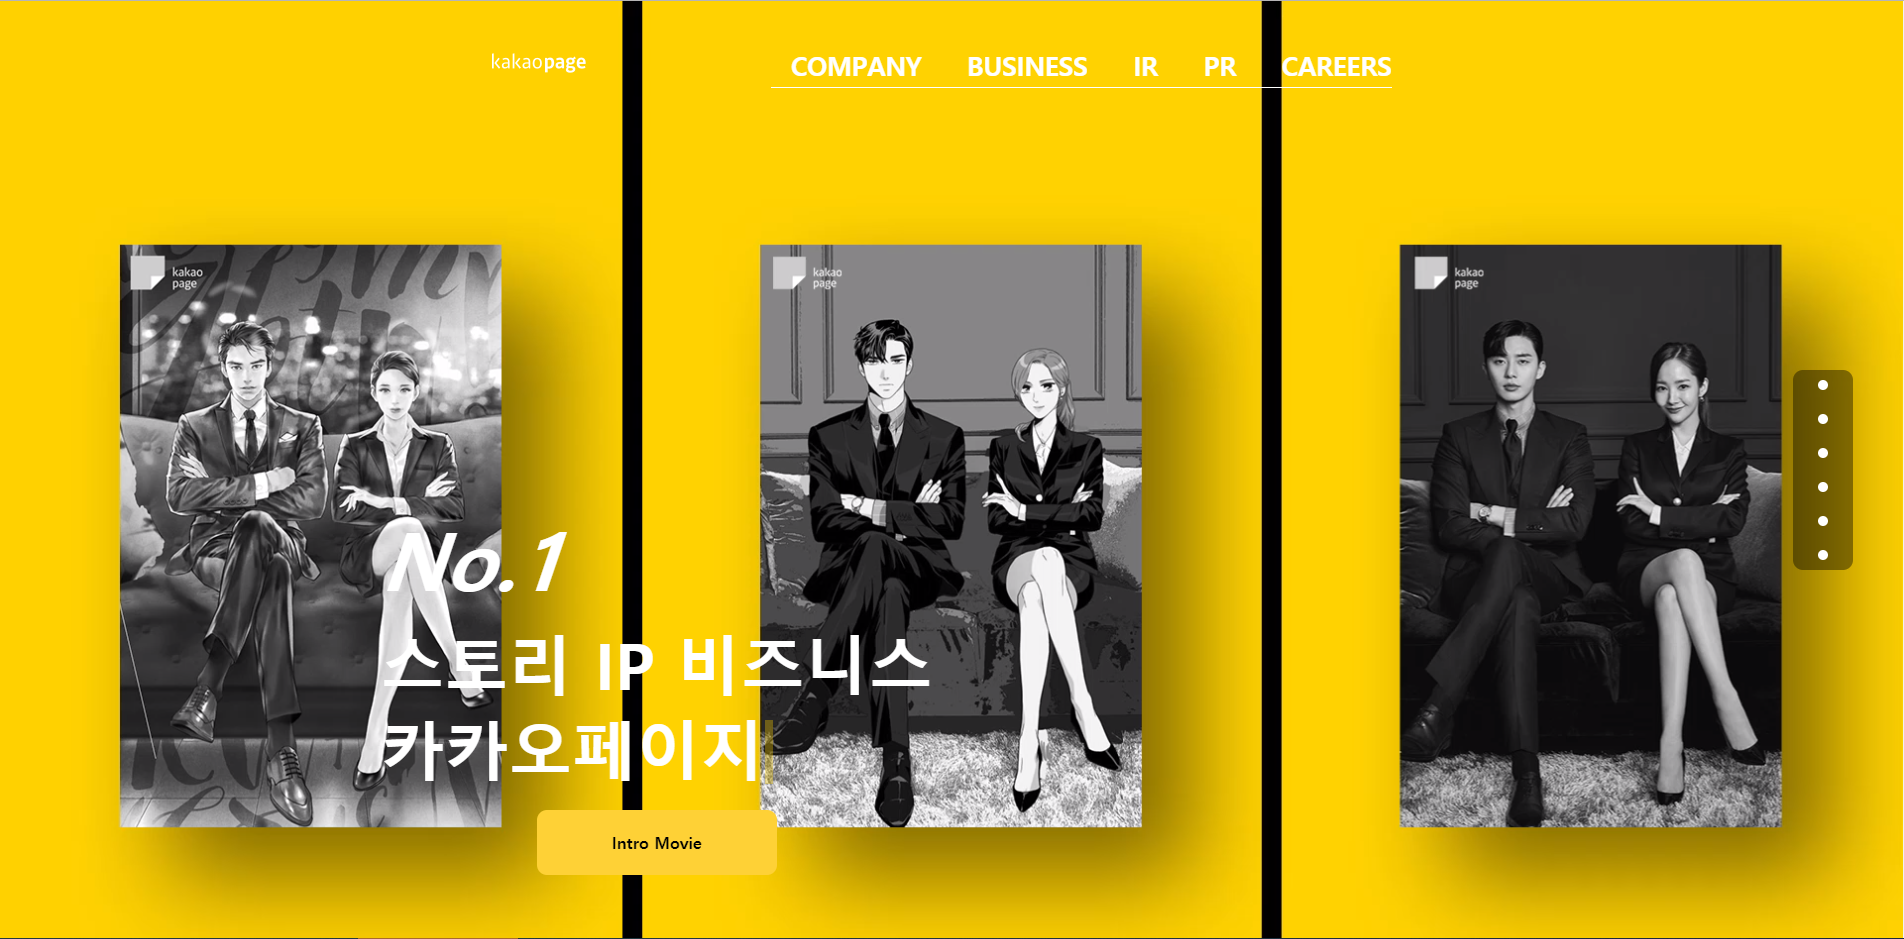 kakaopage
COMPANY BUSINESS IR PR CAREERS
kakao
page
kakao
page
kakao
page
No.1
스토리 IP 비즈니스
카카오페이지
Intro Movie